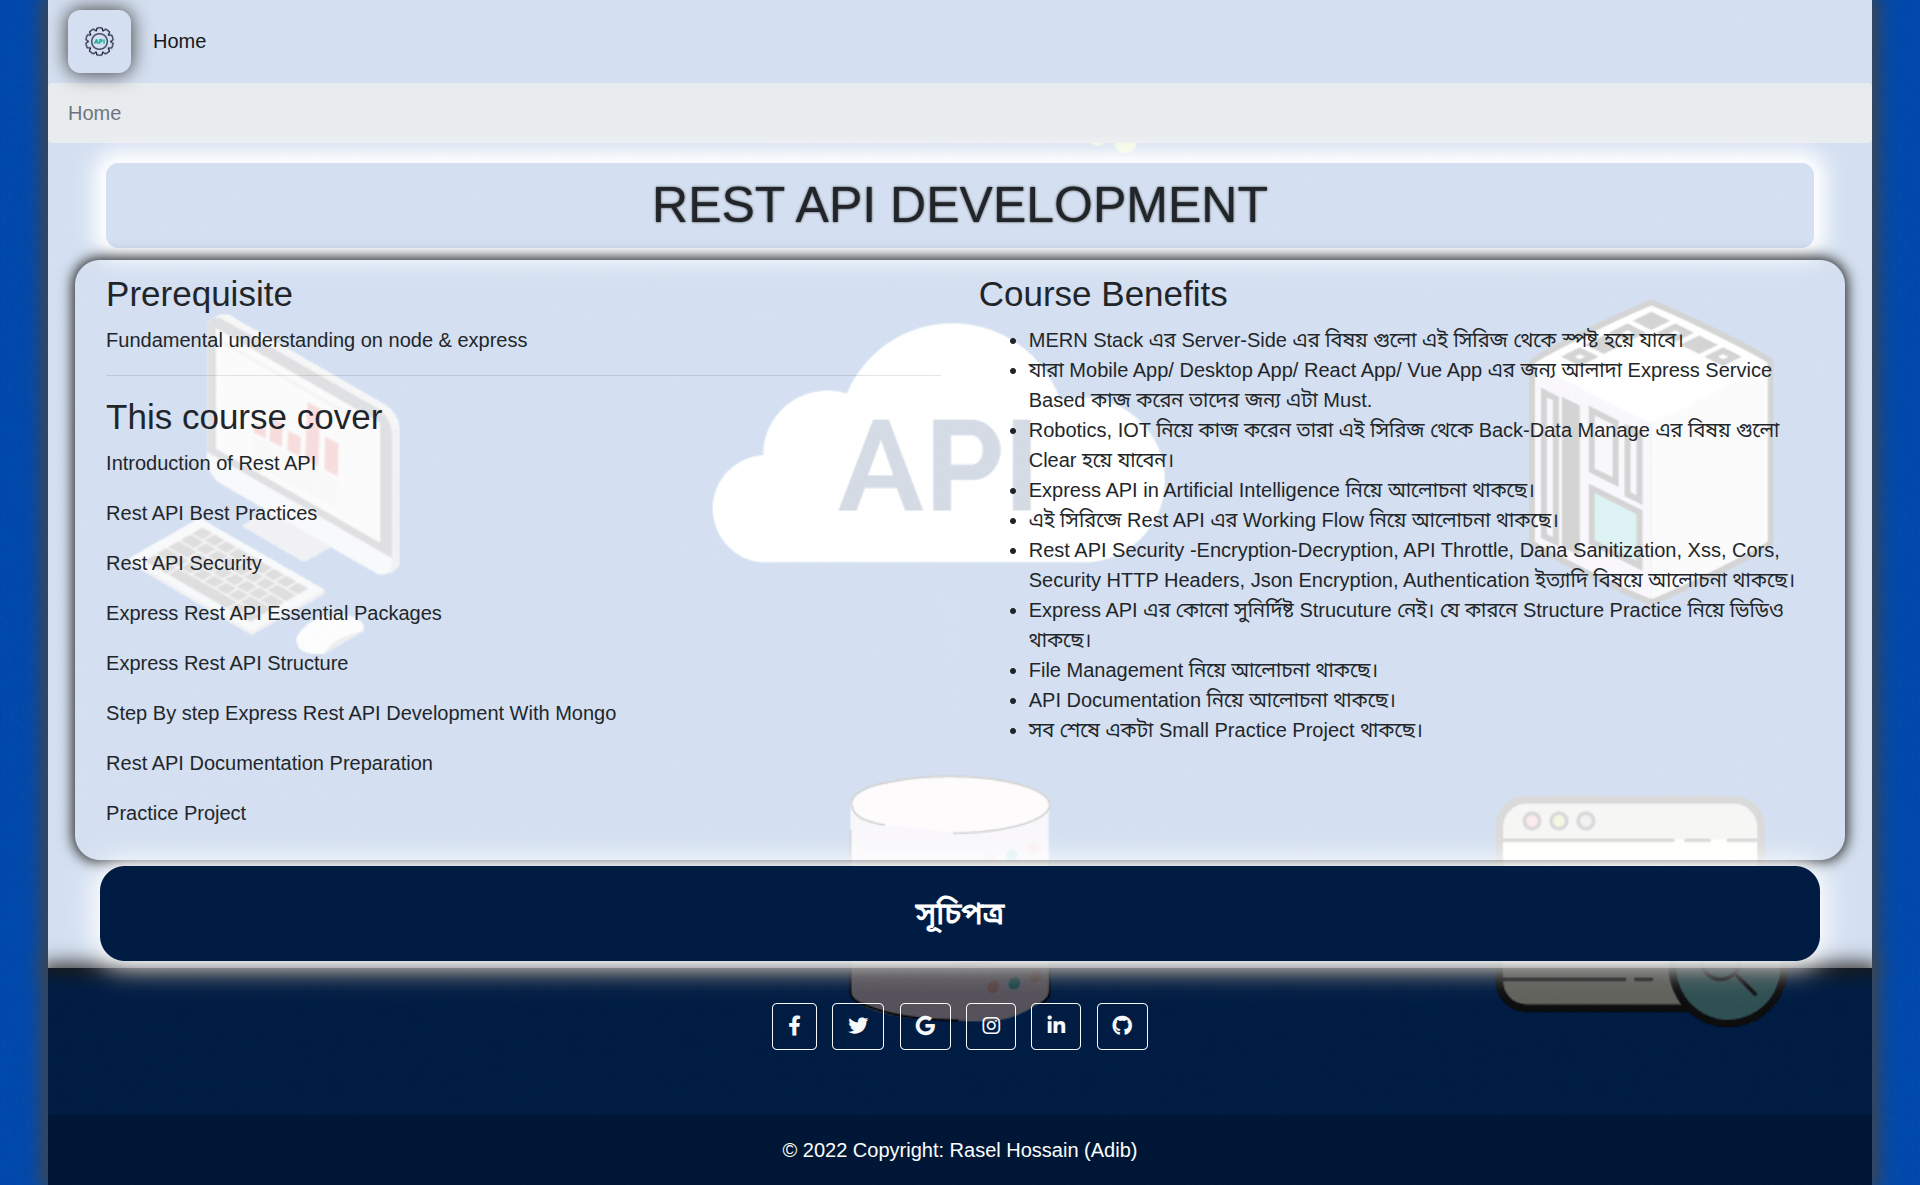 API
Home
Home
REST API DEVELOPMENT
Prerequisite
Fundamental understanding on node & express
This course cover
Introduction of Rest API
Rest API Best Practices
Rest API Security
Express Rest API Essential Packages
Express Rest API Structure
Step By step Express Rest API Development With Mongo
Rest API Documentation Preparation
Practice Project
API
Course Benefits
MERN Stack এর Server-Side এর বিষয় গুলো এই সিরিজ থেকে স্পষ্ট হয়ে যাবে।
যারা Mobile App/ Desktop App/ React App/ Vue App এর জন্য আলাদা Express Service
Based কাজ করেন তাদের জন্য এটা Must.
Robotics, IOT নিয়ে কাজ করেন তারা এই সিরিজ থেকে Back-Data Manage এর বিষয় গুলো
Clear হয়ে যাবেন।
Express API in Artificial Intelligence নিয়ে আলোচনা থাকছে।
এই সিরিজে Rest API এর Working Flow নিয়ে আলোচনা থাকছে।
Rest API Security -Encryption-Decryption, API Throttle, Dana Sanitization, Xss, Cors,
Security HTTP Headers, Json Encryption, Authentication ইত্যাদি বিষয়ে আলোচনা থাকছে।
Express API এর কোনো সুনির্দিষ্ট Strucuture নেই। যে কারনে Structure Practice নিয়ে ভিডিও
থাকছে।
File Management নিয়ে আলোচনা থাকছে।
API Documentation নিয়ে আলোচনা থাকছে।
সব শেষে একটা Small Practice Project থাকছে।
সূচিপত্র
© 2022 Copyright: Rasel Hossain (Adib)